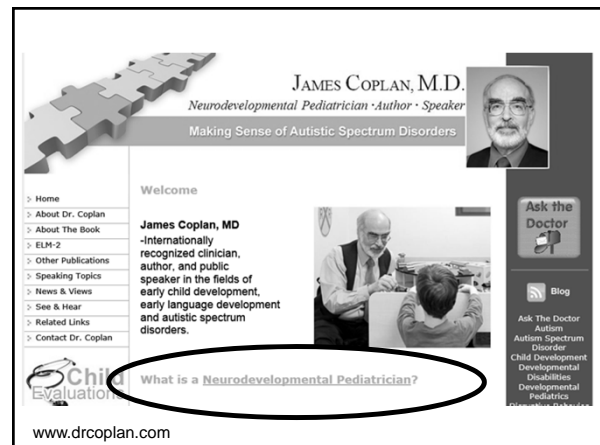 JAMES COPLAN, M.D.
Neurodevelopmental Pediatrician · Author · Speaker
Making Sense of Autistic Spectrum Disorders
Home
About Dr. Coplan
About The Book
ELM-2
Other Publications
Speaking Topics
News & Views
See & Hear
Related Links
Contact Dr. Coplan
Child
Evaluations
Welcome
James Coplan, MD
-Internationally
recognized clinician,
author, and public
speaker in the fields of
early child development,
early language development
and autistic spectrum
disorders.
What is a Neurodevelopmental Pediatrician?
Ask the
Doctor
Blog
Ask The Doctor
Autism
Autism Spectrum
Disorder
Child Development
Developmental
Disabilities
Developmental
Pediatrics
Disruptive Behavior
www.drcoplan.com